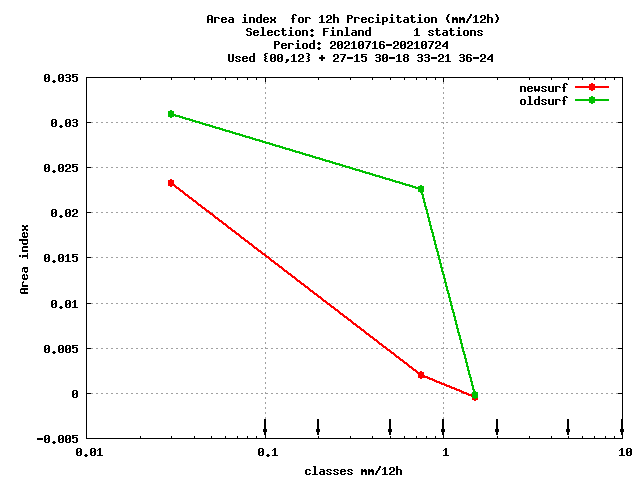 Area index  for 12h Precipitation (mm/12h)
Selection: Finland      1 stations
Period: 20210716-20210724
Used {00,12} + 27-15 30-18 33-21 36-24
newsurf
oldsurf
0.035
0.03
0.025
0.02
0.015
0.01
0.005
0
-0.005
Area index
0.01 0.1 1 10
classes mm/12h